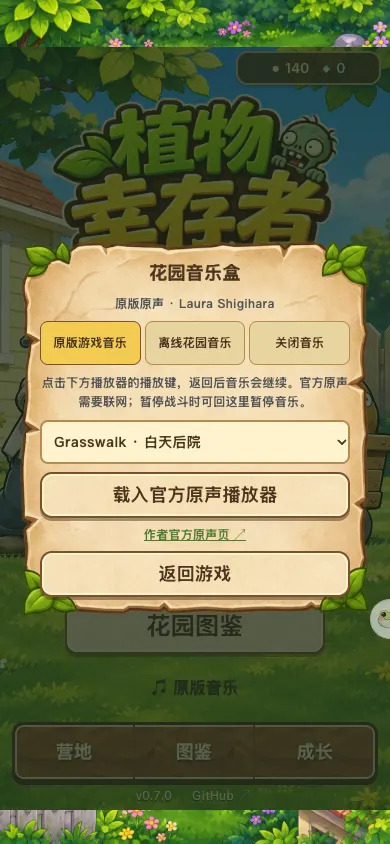 140 0
植物
幸存者
花园音乐盒
原版原声 · Laura Shigihara
原版游戏音乐 离线花园音乐 关闭音乐
点击下方播放器的播放键，返回后音乐会继续。官方原声
需要联网；暂停战斗时可回这里暂停音乐。
Grasswalk · 白天后院
载入官方原声播放器
作者官方原声页 ↗
返回游戏
花园图鉴
♫ 原版音乐
营地 图鉴 成长
v0.7.0 GitHub ↗